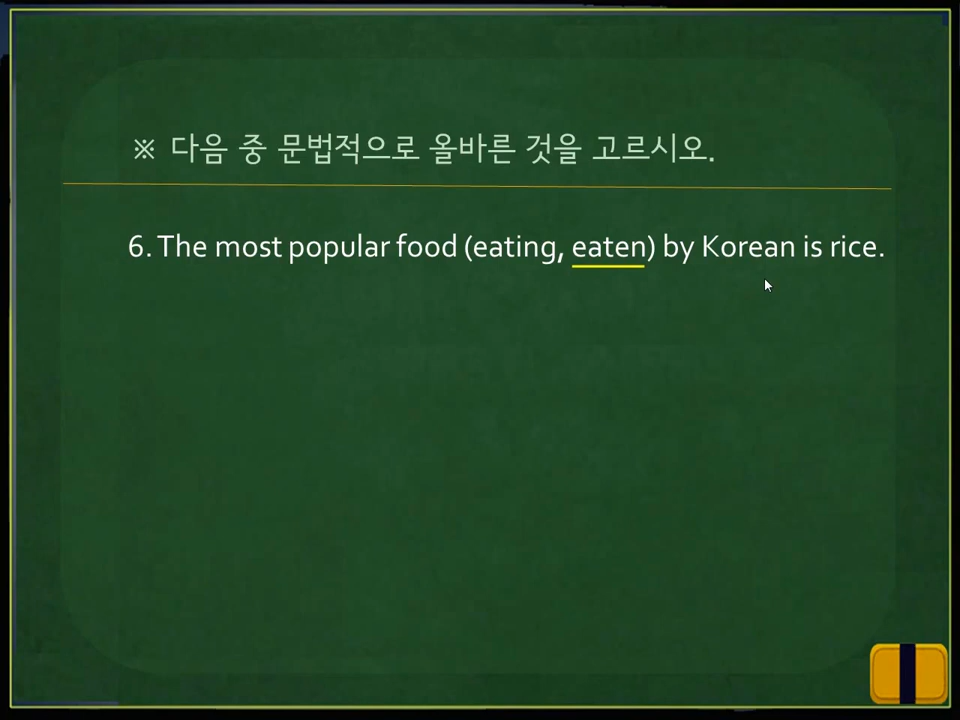 ※ 다음 중 문법적으로 올바른 것을 고르시오.
6. The most popular food (eating, eaten) by Korean is rice.